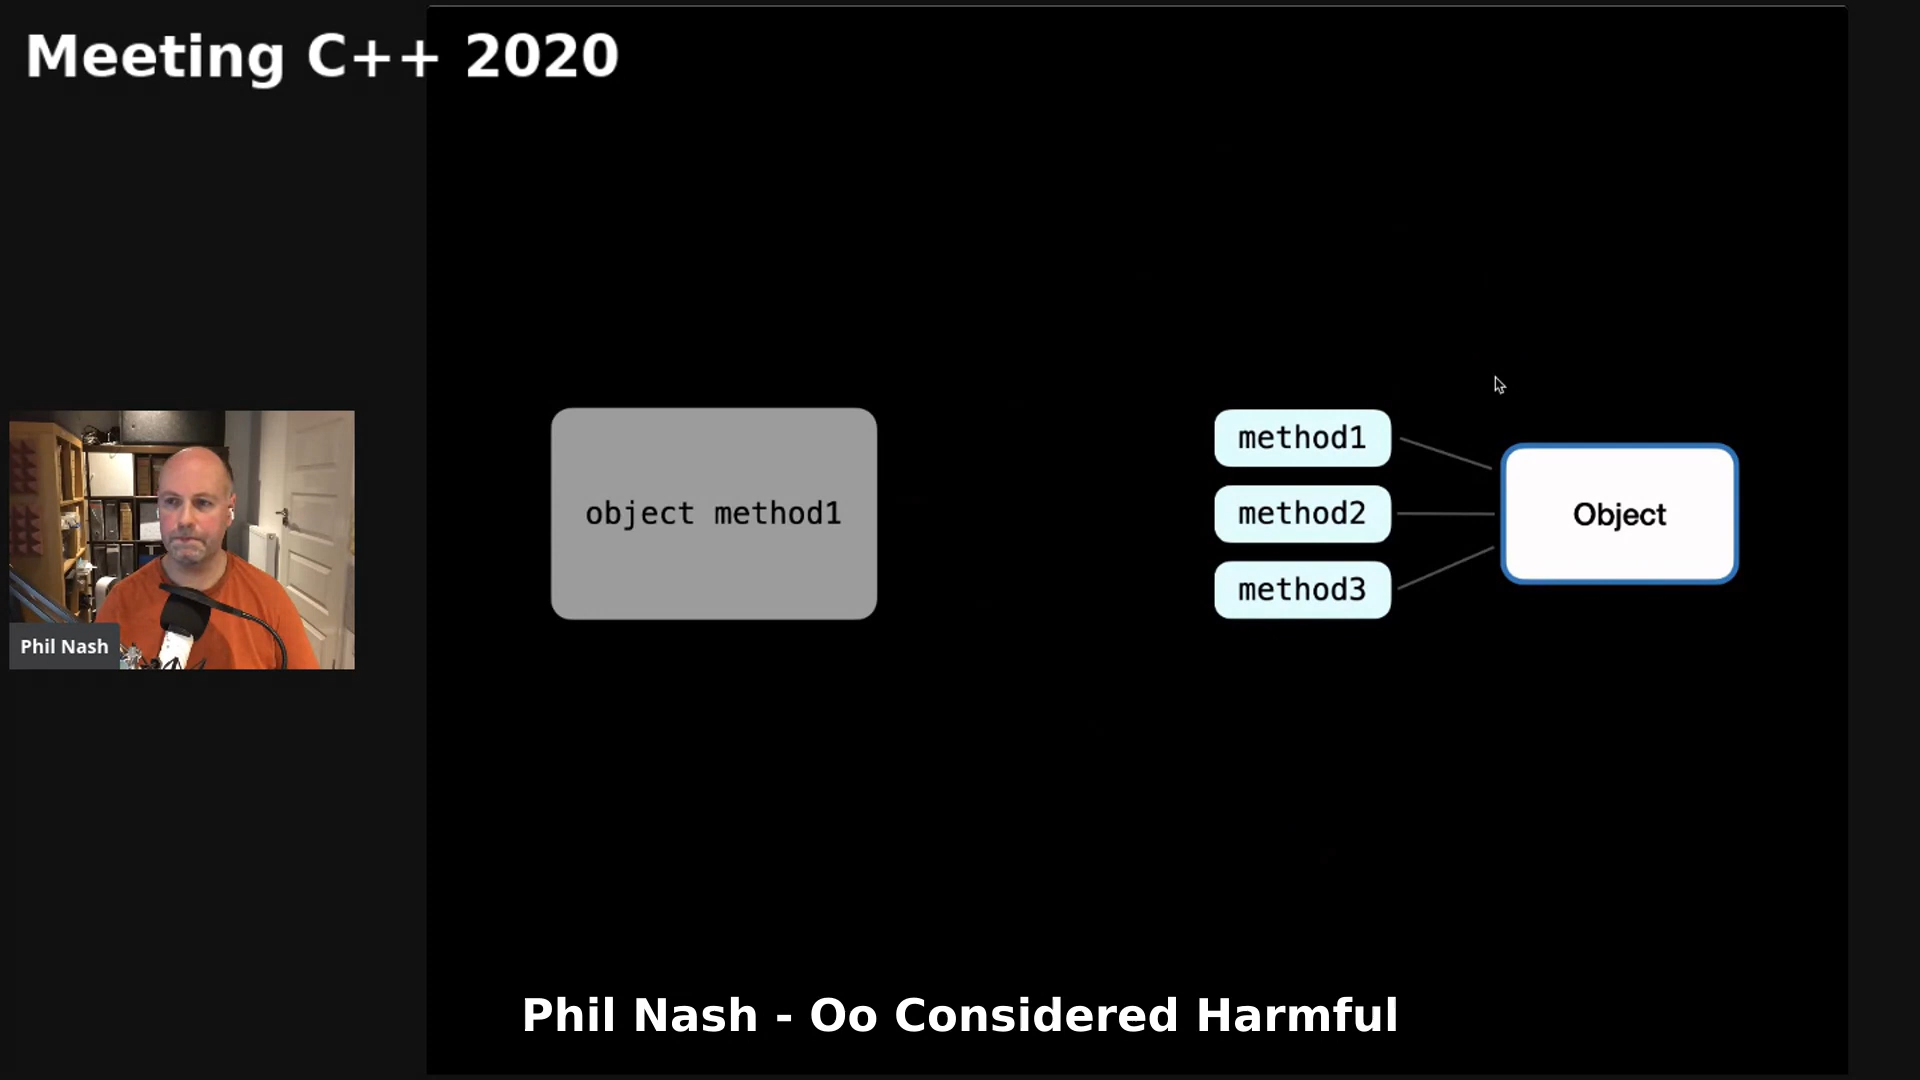 Meeting C++ 2020
object method1
method1
method2
method3
Object
Phil Nash
Phil Nash - Oo Considered Harmful